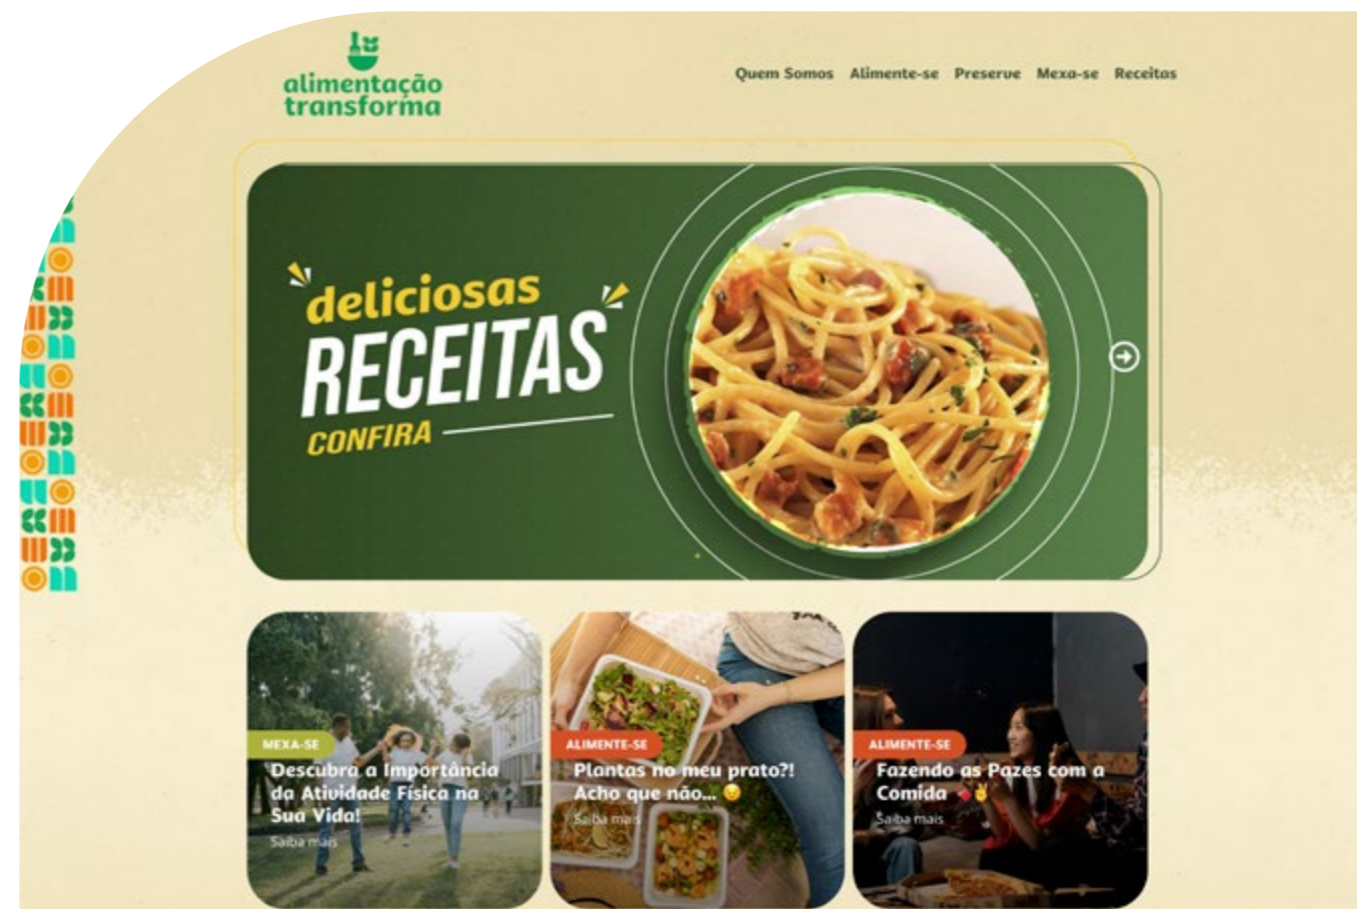 alimentação
transforma
Quem Somos Alimente-se Preserve Mexa-se Receitas
deliciosas
RECEITAS
CONFIRA
MEXA-SE
Descubra a Importância
da Atividade Física na
Sua Vida!
Saiba mais
ALIMENTE-SE
Plantas no meu prato?!
Acho que não... 😉
Saiba mais
ALIMENTE-SE
Fazendo as Pazes com a
Comida 🍎✌️
Saiba mais